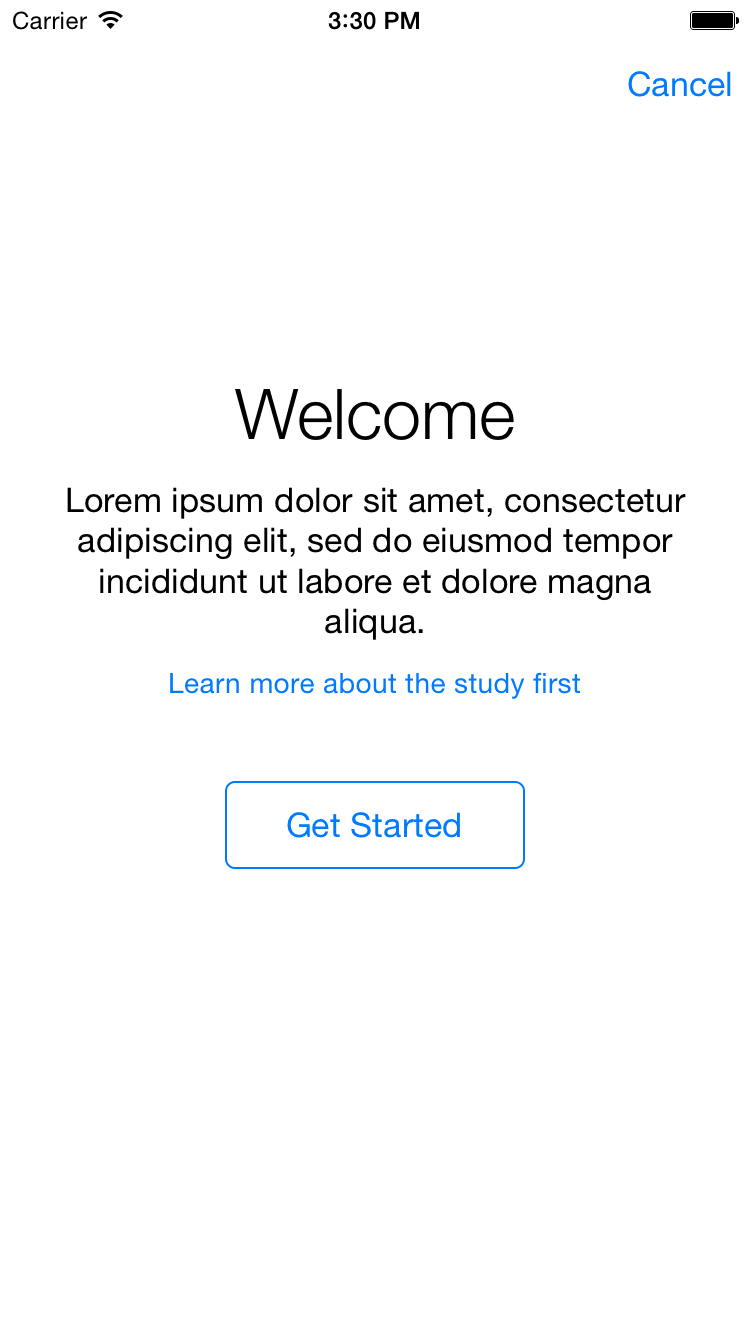 Carrier 3:30 PM
Cancel
Welcome
Lorem ipsum dolor sit amet, consectetur
adipiscing elit, sed do eiusmod tempor
incididunt ut labore et dolore magna
aliqua.
Learn more about the study first
Get Started